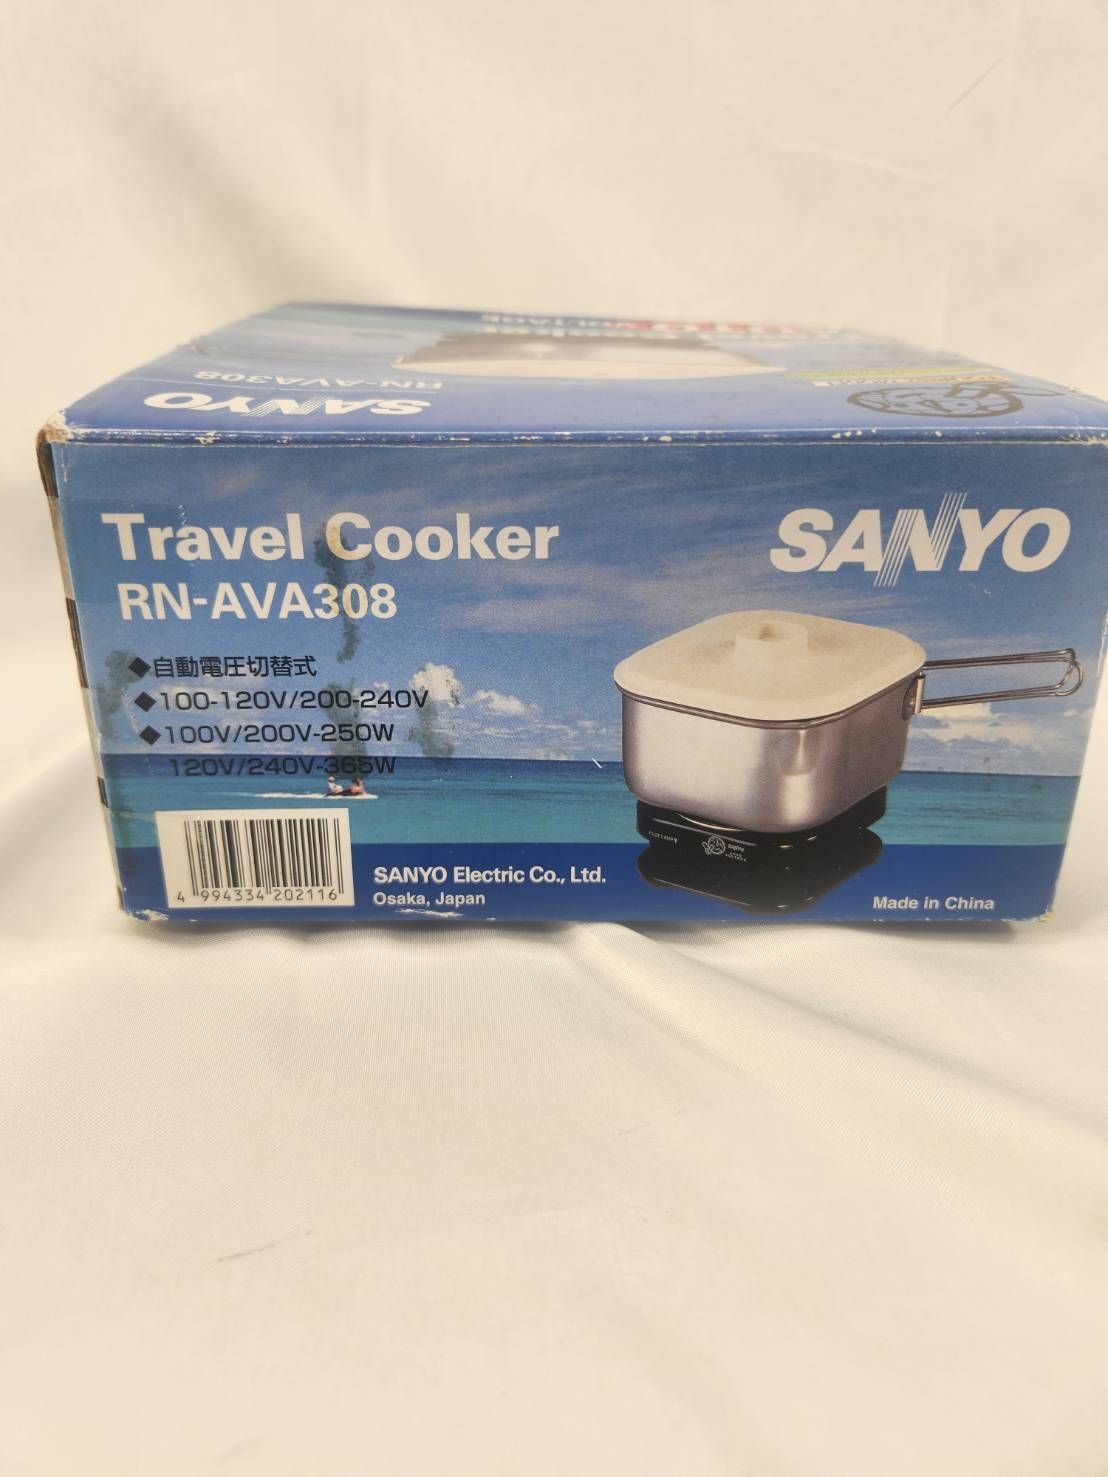 SANYO
RN-AVA308
Travel Cooker
RN-AVA308
SANYO
◆自動電圧切替式
◆100-120V/200-240V
◆100V/200V-250W
120V/240V-365W
4 994334 202116
SANYO Electric Co., Ltd.
Osaka, Japan
Made in China